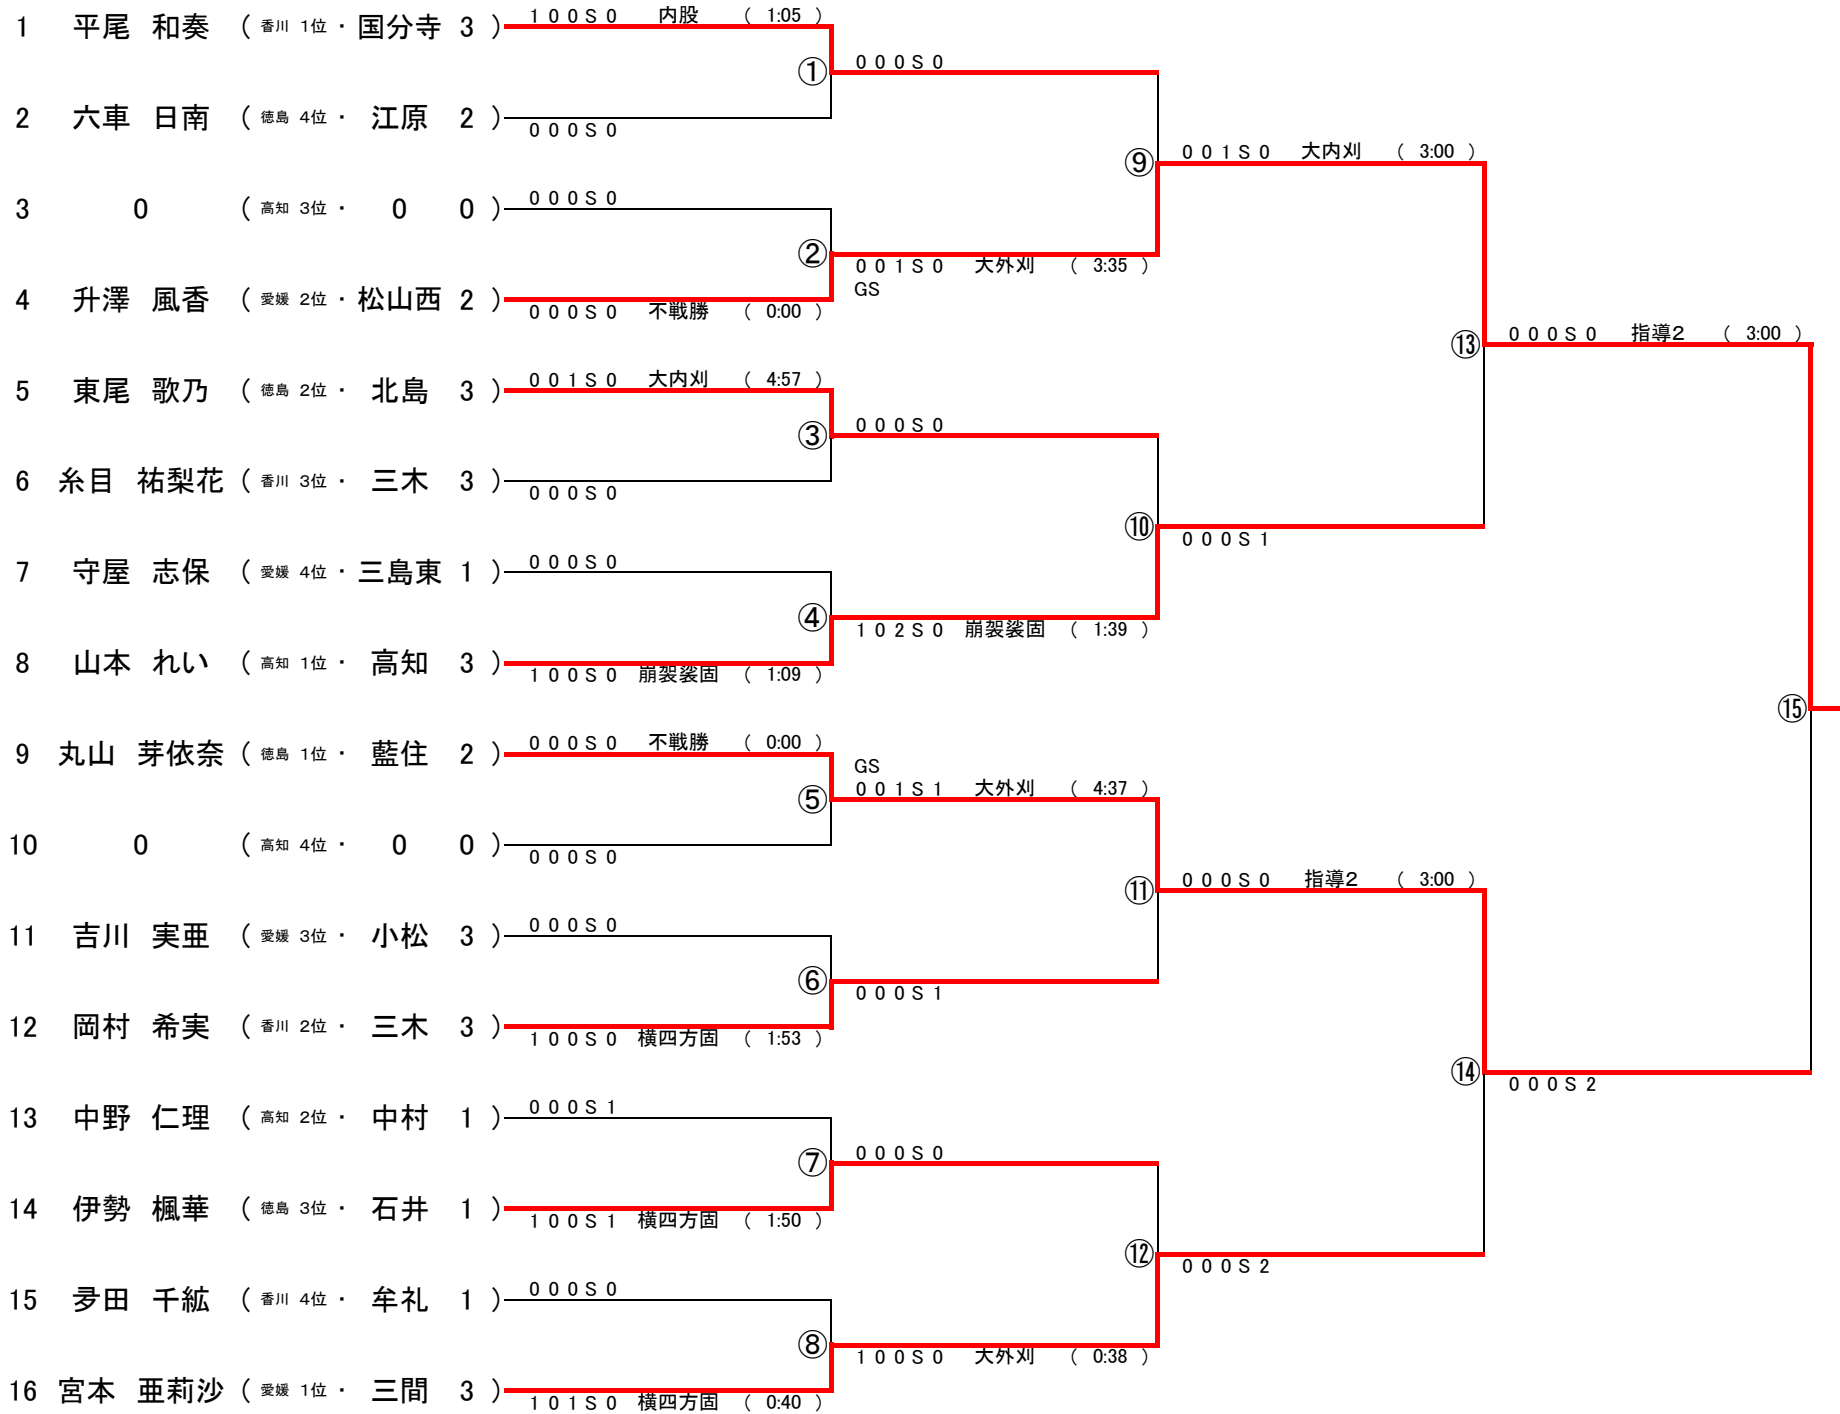 1 平尾 和奏 ( 香川 1位 ・ 国分寺 3 ) 1 0 0 S 0 内股 ( 1:05 )
① 0 0 0 S 0
2 六車 日南 ( 徳島 4位 ・ 江原 2 ) 0 0 0 S 0
⑨ 0 0 1 S 0 大内刈 ( 3:00 )
3 0 ( 高知 3位 ・ 0 0 ) 0 0 0 S 0
② 0 0 1 S 0 大外刈 ( 3:35 )
GS
4 升澤 風香 ( 愛媛 2位 ・ 松山西 2 ) 0 0 0 S 0 不戦勝 ( 0:00 )
⑬ 0 0 0 S 0 指導2 ( 3:00 )
5 東尾 歌乃 ( 徳島 2位 ・ 北島 3 ) 0 0 1 S 0 大内刈 ( 4:57 )
③ 0 0 0 S 0
6 糸目 祐梨花 ( 香川 3位 ・ 三木 3 ) 0 0 0 S 0
⑩ 0 0 0 S 1
7 守屋 志保 ( 愛媛 4位 ・ 三島東 1 ) 0 0 0 S 0
④ 1 0 2 S 0 崩袈裟固 ( 1:39 )
8 山本 れい ( 高知 1位 ・ 高知 3 ) 1 0 0 S 0 崩袈裟固 ( 1:09 )
⑮
9 丸山 芽依奈 ( 徳島 1位 ・ 藍住 2 ) 0 0 0 S 0 不戦勝 ( 0:00 )
GS
⑤ 0 0 1 S 1 大外刈 ( 4:37 )
10 0 ( 高知 4位 ・ 0 0 ) 0 0 0 S 0
⑪ 0 0 0 S 0 指導2 ( 3:00 )
11 吉川 実亜 ( 愛媛 3位 ・ 小松 3 ) 0 0 0 S 0
⑥ 0 0 0 S 1
12 岡村 希実 ( 香川 2位 ・ 三木 3 ) 1 0 0 S 0 横四方固 ( 1:53 )
⑭ 0 0 0 S 2
13 中野 仁理 ( 高知 2位 ・ 中村 1 ) 0 0 0 S 1
⑦ 0 0 0 S 0
14 伊勢 楓華 ( 徳島 3位 ・ 石井 1 ) 1 0 0 S 1 横四方固 ( 1:50 )
⑫ 0 0 0 S 2
15 夛田 千紘 ( 香川 4位 ・ 牟礼 1 ) 0 0 0 S 0
⑧ 1 0 0 S 0 大外刈 ( 0:38 )
16 宮本 亜莉沙 ( 愛媛 1位 ・ 三間 3 ) 1 0 1 S 0 横四方固 ( 0:40 )